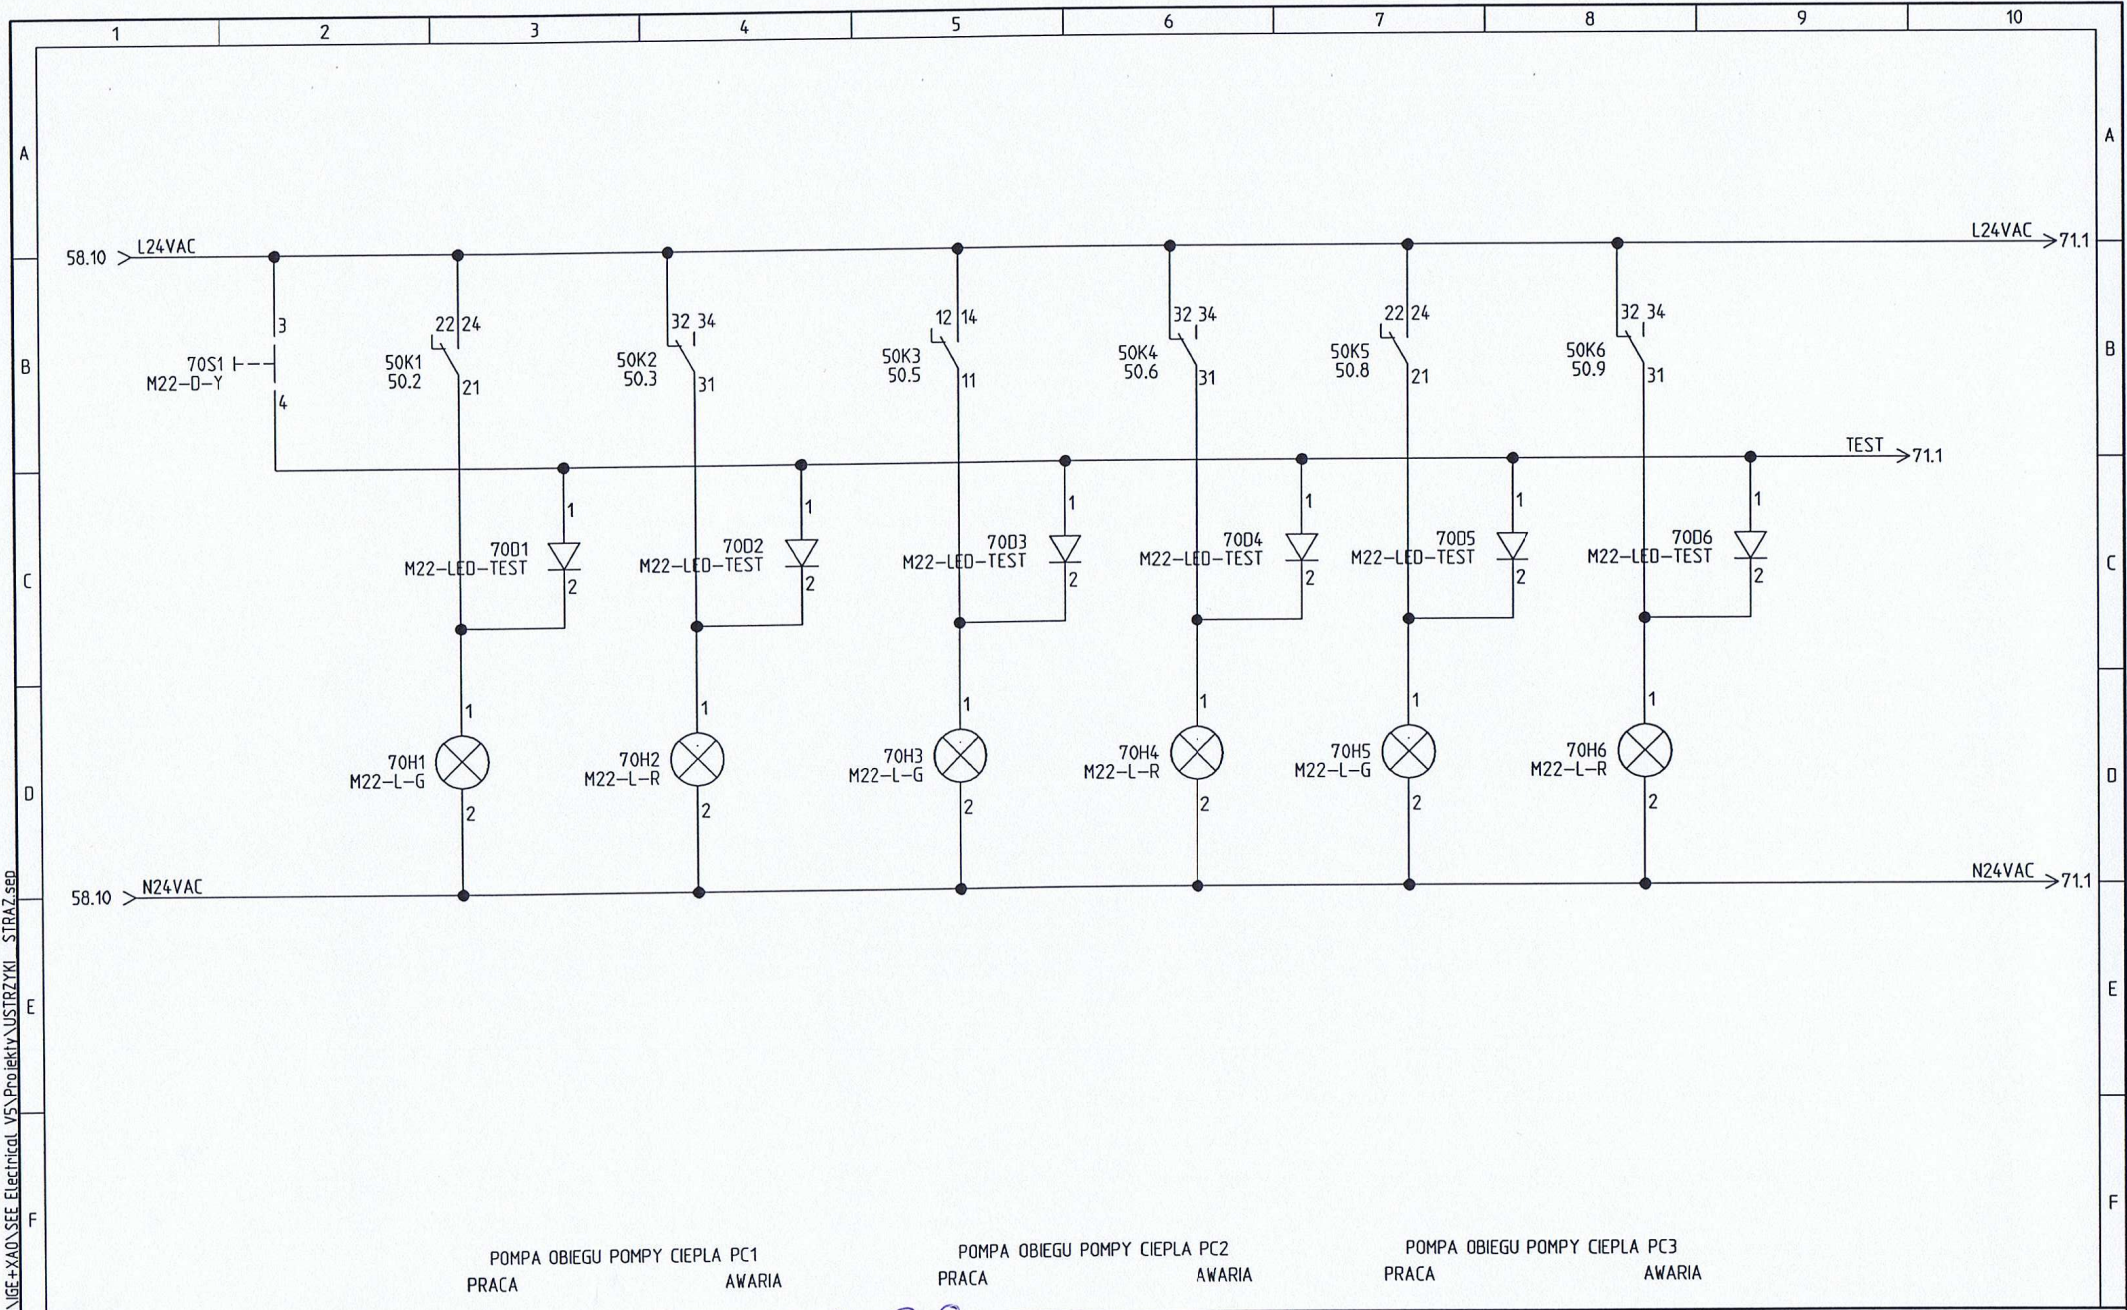 1 2 3 4 5 6 7 8 9 10
A A
58.10 L24VAC L24VAC 71.1
3 22 24 32 34 12 14 32 34 22 24 32 34
B 70S1 50K1 50K2 50K3 50K4 50K5 50K6 B
M22-D-Y 50.2 50.3 50.5 50.6 50.8 50.9
4 21 31 11 31 21 31
TEST 71.1
1 1 1 1 1 1
70D1 70D2 70D3 70D4 70D5 70D6
C M22-LED-TEST M22-LED-TEST M22-LED-TEST M22-LED-TEST M22-LED-TEST M22-LED-TEST C
2 2 2 2 2 2
1 1 1 1 1 1
70H1 70H2 70H3 70H4 70H5 70H6
M22-L-G M22-L-R M22-L-G M22-L-R M22-L-G M22-L-R
D D
2 2 2 2 2 2
58.10 N24VAC N24VAC 71.1
E E
F F
POMPA OBIEGU POMPY CIEPLA PC1 POMPA OBIEGU POMPY CIEPLA PC2 POMPA OBIEGU POMPY CIEPLA PC3
PRACA AWARIA PRACA AWARIA PRACA AWARIA
\IGE+XAO\SEE Electrical V5\Projekty\USTRZYKI_STRAZ.sep